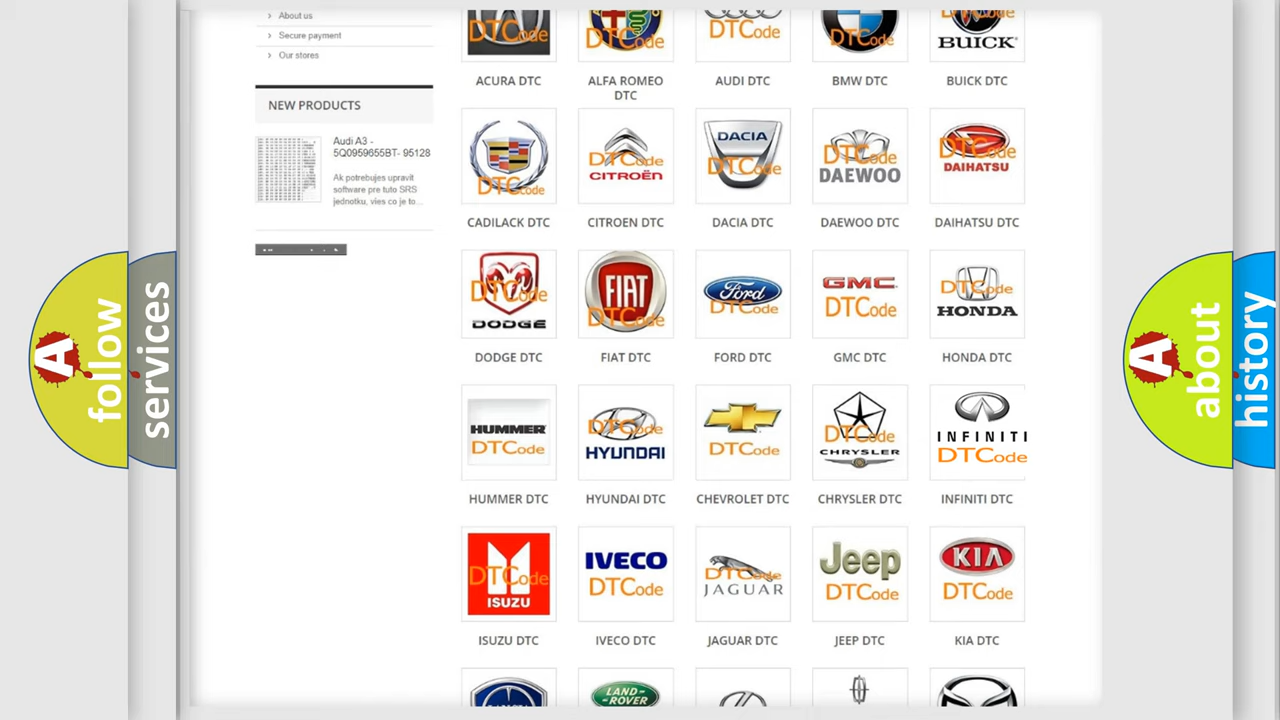 About us
Secure payment
Our stores
NEW PRODUCTS
Audi A3 -
5Q0959655BT- 95128
Ak potrebujes upravit
software pre tuto SRS
jednotku, vies co je to...
DTCode
DTCode
DTCode
DTCode
DTCode
BUICK
ACURA DTC
ALFA ROMEO
DTC
AUDI DTC
BMW DTC
BUICK DTC
DTCode
DTCode
CITROËN
DACIA
DTCode
DTCode
DAEWOO
DTCode
DAIHATSU
CADILACK DTC
CITROEN DTC
DACIA DTC
DAEWOO DTC
DAIHATSU DTC
DTCode
DODGE
FIAT
DTCode
Ford
DTCode
GMC
DTCode
DTCode
HONDA
DODGE DTC
FIAT DTC
FORD DTC
GMC DTC
HONDA DTC
HUMMER
DTCode
DTCode
HYUNDAI
DTCode
DTCode
CHRYSLER
INFINITI
DTCode
HUMMER DTC
HYUNDAI DTC
CHEVROLET DTC
CHRYSLER DTC
INFINITI DTC
DTCode
ISUZU
IVECO
DTCode
DTCode
JAGUAR
Jeep
DTCode
KIA
DTCode
ISUZU DTC
IVECO DTC
JAGUAR DTC
JEEP DTC
KIA DTC
LAND-
ROVER
A
follow
services
A
about
history